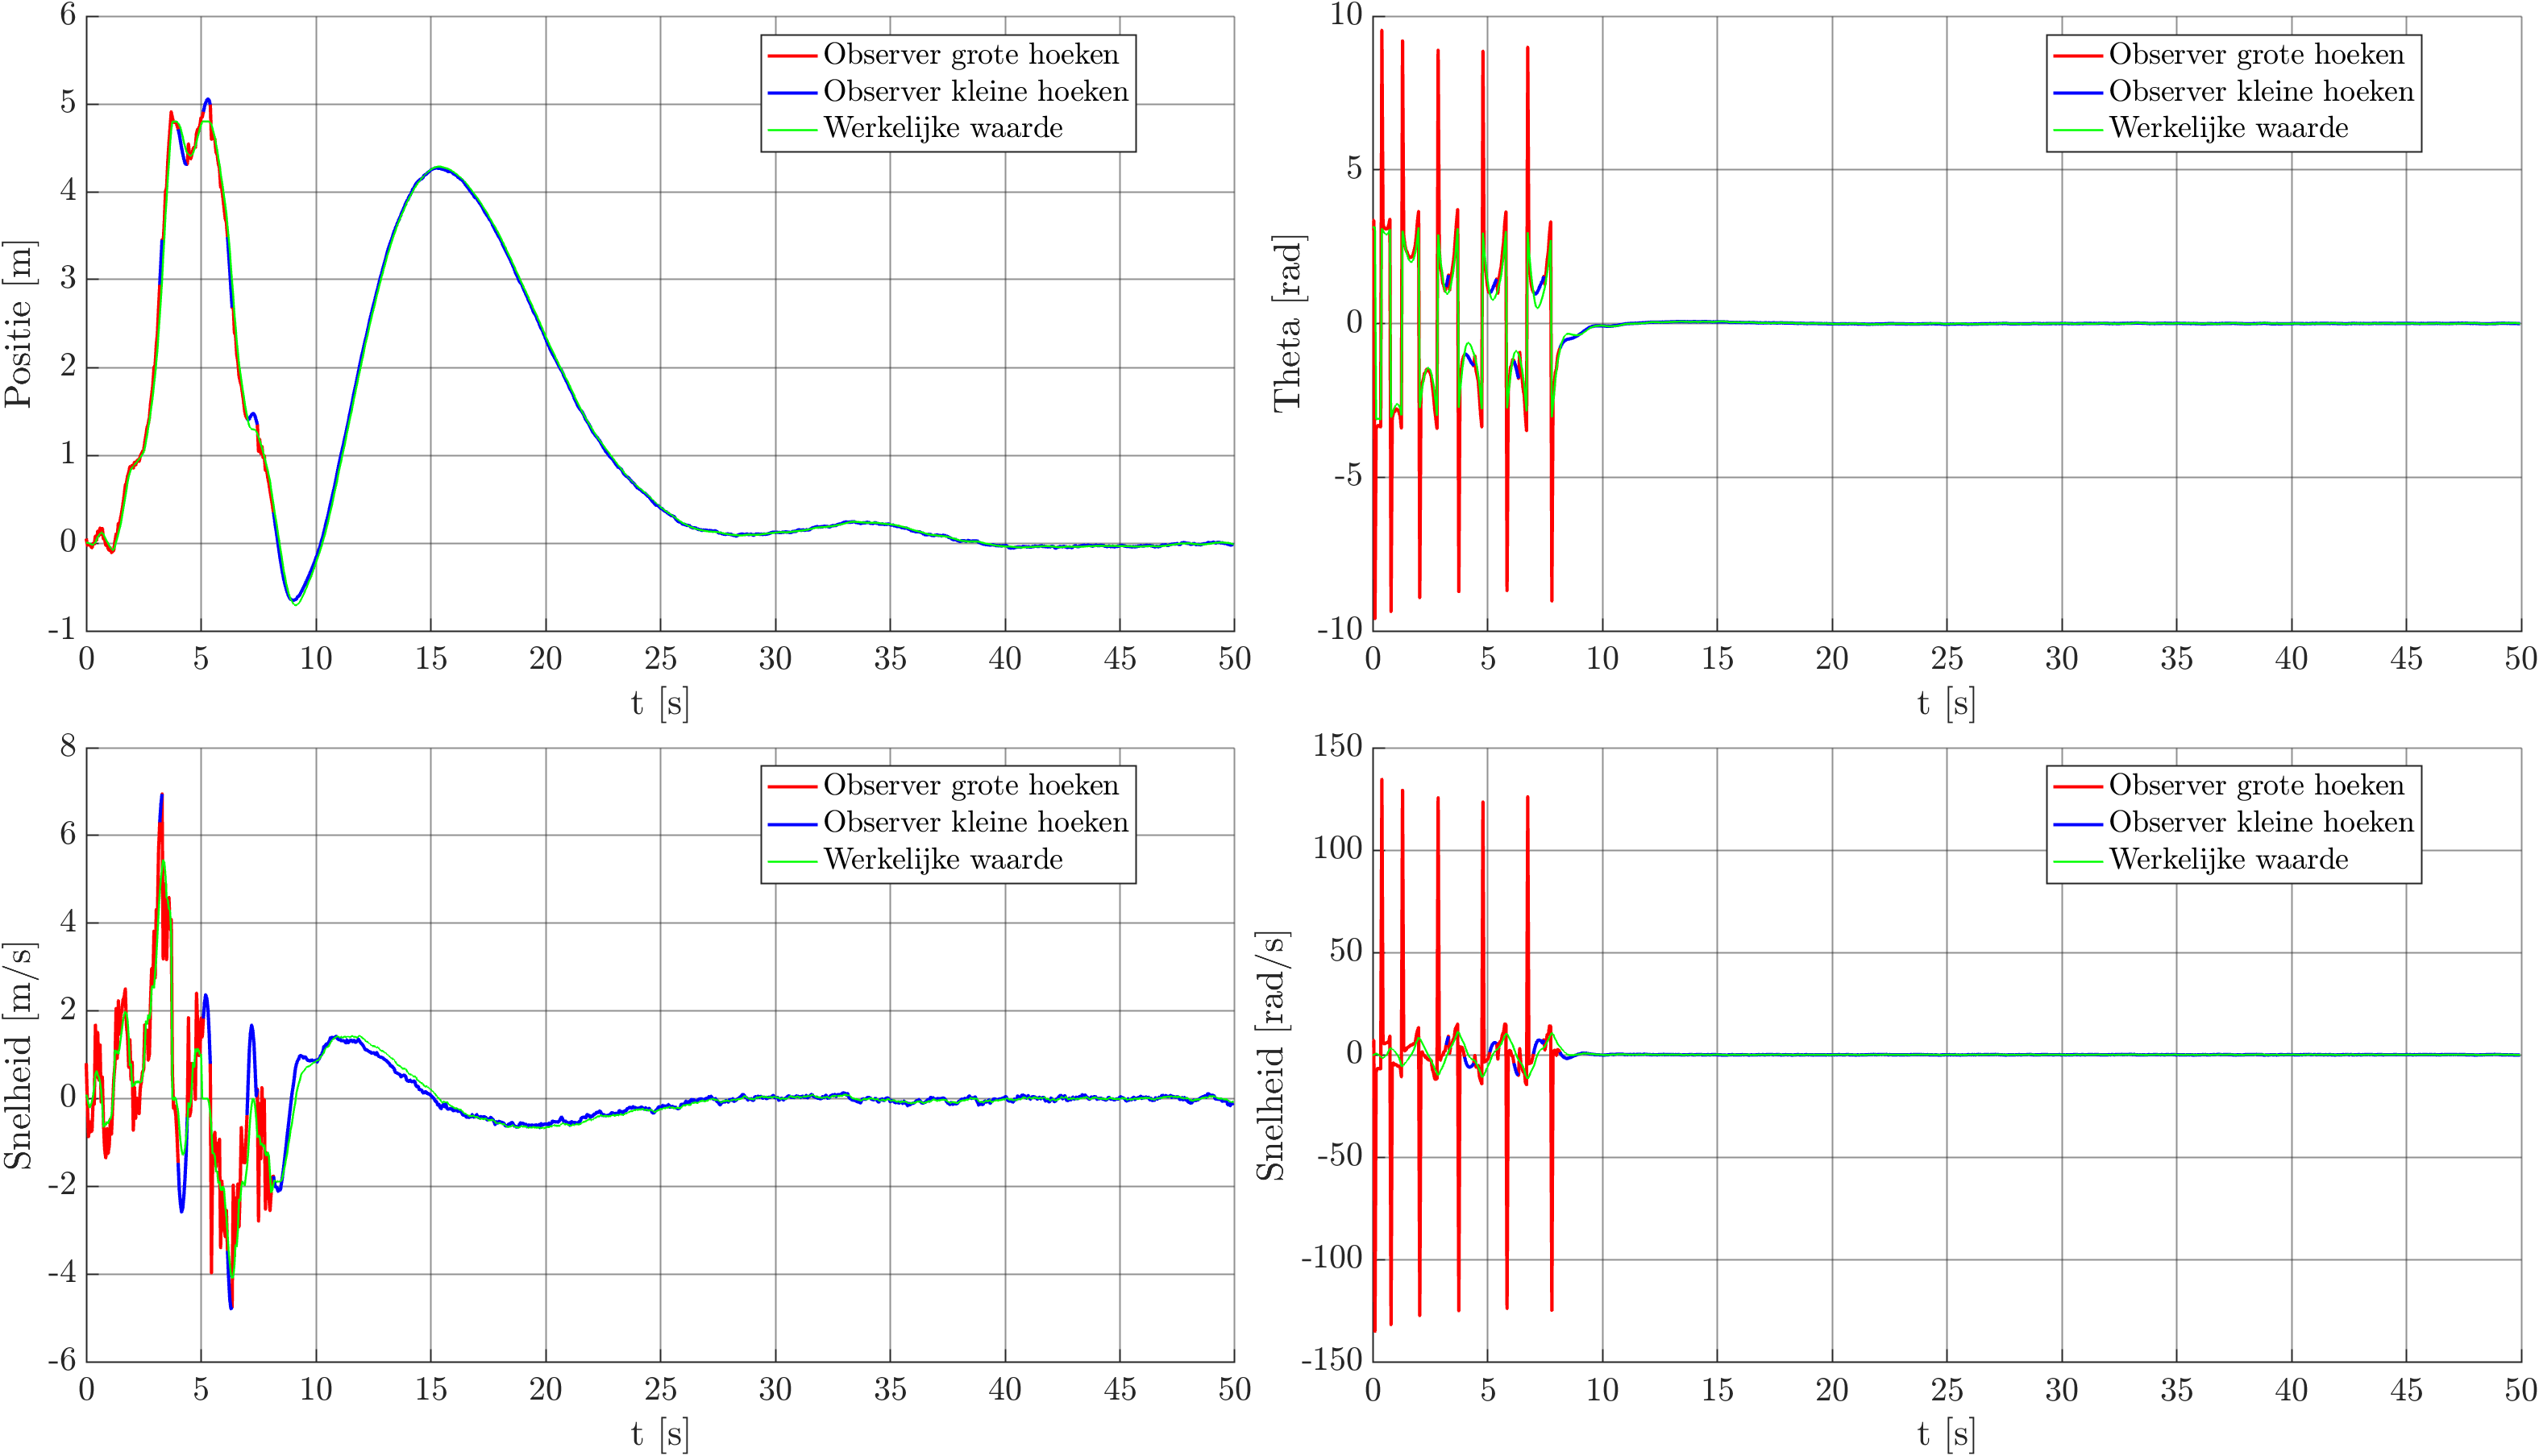 6
5
4
3
2
1
0
-1
Positie [m]
Observer grote hoeken
Observer kleine hoeken
Werkelijke waarde
0 5 10 15 20 25 30 35 40 45 50
t [s]
10
5
0
-5
-10
Theta [rad]
Observer grote hoeken
Observer kleine hoeken
Werkelijke waarde
0 5 10 15 20 25 30 35 40 45 50
t [s]
8
6
4
2
0
-2
-4
-6
Snelheid [m/s]
Observer grote hoeken
Observer kleine hoeken
Werkelijke waarde
0 5 10 15 20 25 30 35 40 45 50
t [s]
150
100
50
0
-50
-100
-150
Snelheid [rad/s]
Observer grote hoeken
Observer kleine hoeken
Werkelijke waarde
0 5 10 15 20 25 30 35 40 45 50
t [s]